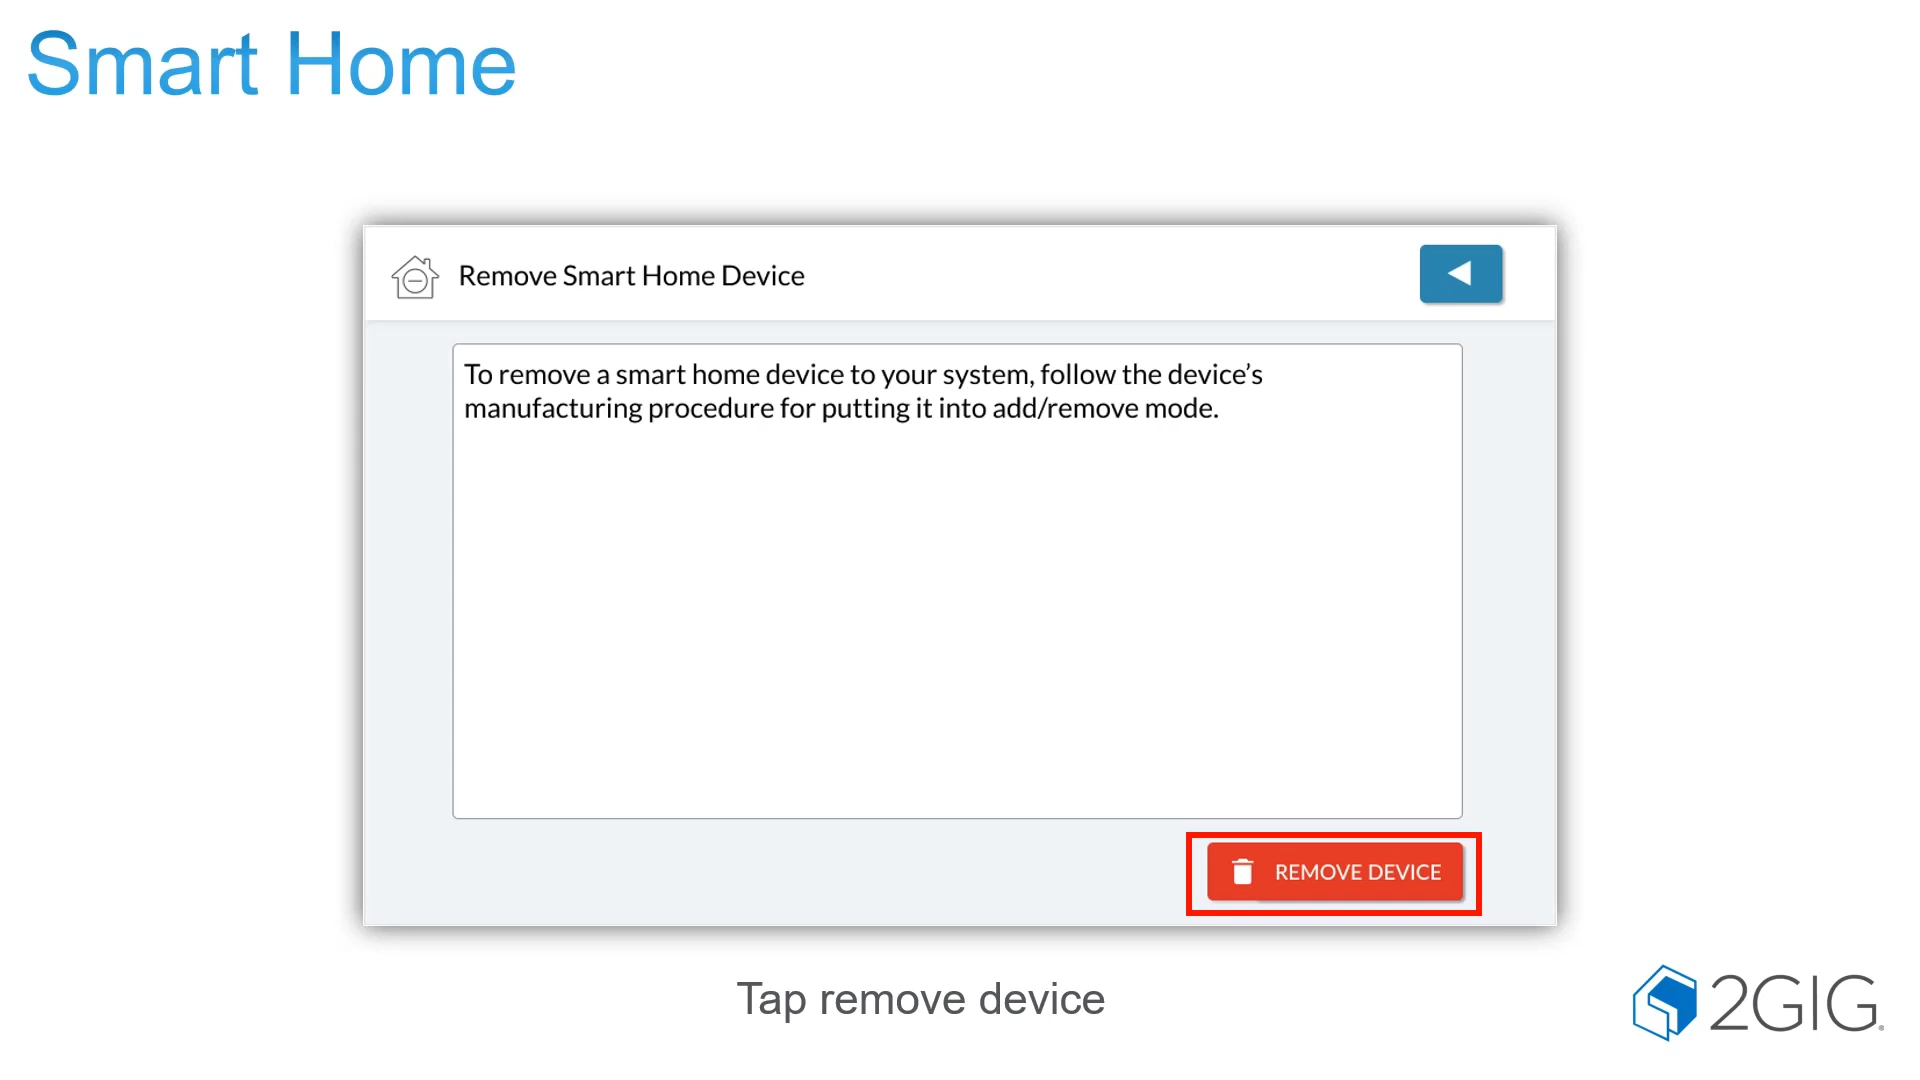 Smart Home
Remove Smart Home Device
To remove a smart home device to your system, follow the device’s
manufacturing procedure for putting it into add/remove mode.
REMOVE DEVICE
Tap remove device
2GIG®